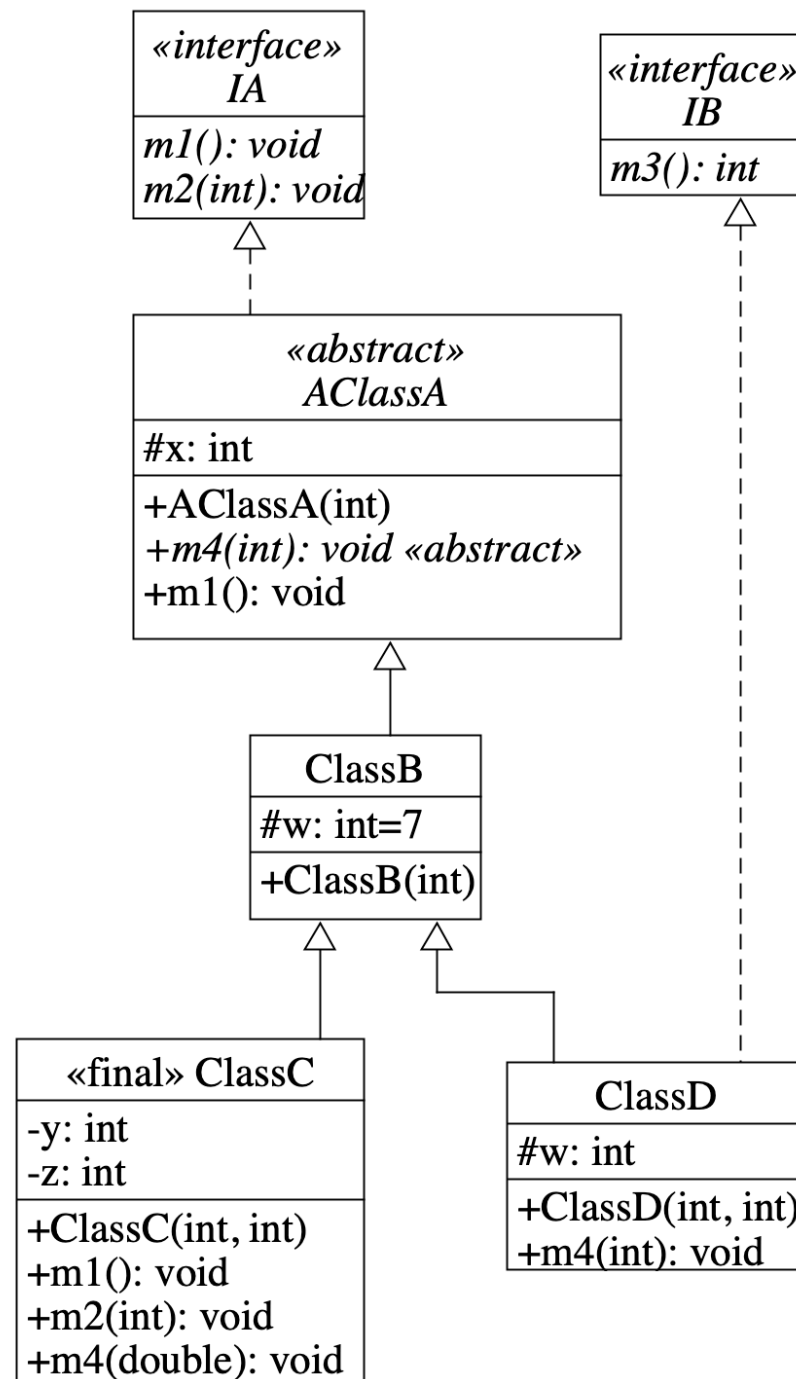 «interface»
IA
m1(): void
m2(int): void
«interface»
IB
m3(): int
«abstract»
AClassA
#x: int
+AClassA(int)
+m4(int): void «abstract»
+m1(): void
ClassB
#w: int=7
+ClassB(int)
«final» ClassC
-y: int
-z: int
+ClassC(int, int)
+m1(): void
+m2(int): void
+m4(double): void
ClassD
#w: int
+ClassD(int, int)
+m4(int): void